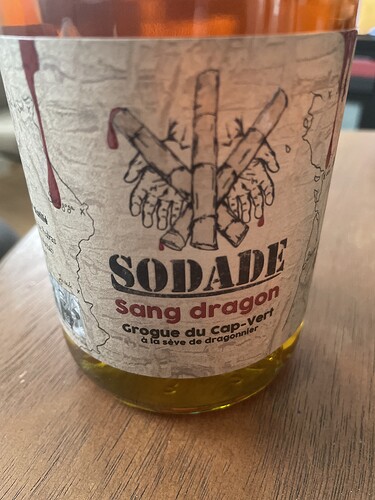 SODADE
Sang dragon
Grogue du Cap-Vert
à la sève de dragonnier